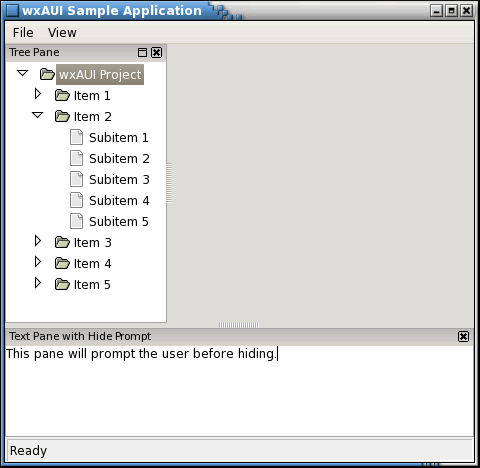 wxAUI Sample Application
File View
Tree Pane
wxAUI Project
Item 1
Item 2
Subitem 1
Subitem 2
Subitem 3
Subitem 4
Subitem 5
Item 3
Item 4
Item 5
Text Pane with Hide Prompt
This pane will prompt the user before hiding.
Ready